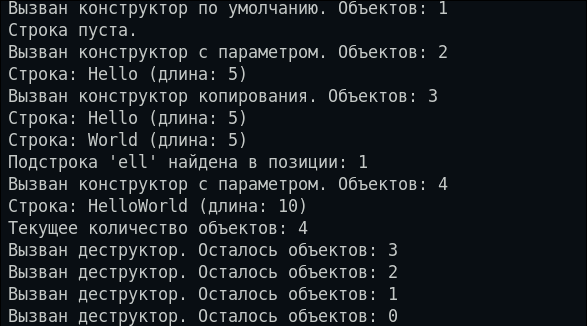 Вызван конструктор по умолчанию. Объектов: 1
Строка пуста.
Вызван конструктор с параметром. Объектов: 2
Строка: Hello (длина: 5)
Вызван конструктор копирования. Объектов: 3
Строка: Hello (длина: 5)
Строка: World (длина: 5)
Подстрока 'ell' найдена в позиции: 1
Вызван конструктор с параметром. Объектов: 4
Строка: HelloWorld (длина: 10)
Текущее количество объектов: 4
Вызван деструктор. Осталось объектов: 3
Вызван деструктор. Осталось объектов: 2
Вызван деструктор. Осталось объектов: 1
Вызван деструктор. Осталось объектов: 0